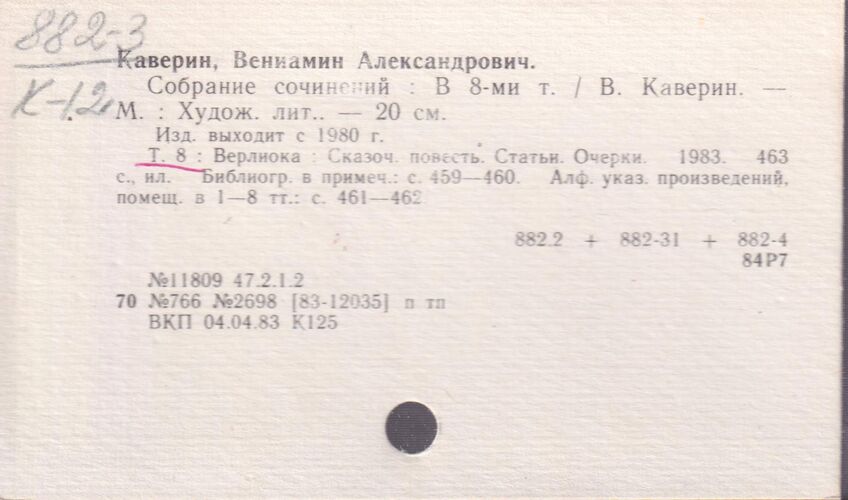 882-3
К-12
Каверин, Вениамин Александрович.
Собрание сочинений : В 8-ми т. / В. Каверин. —
М. : Худож. лит.. — 20 см.
Изд. выходит с 1980 г.
Т. 8 : Верлиока : Сказоч. повесть. Статьи. Очерки. 1983. 463
с., ил. Библиогр. в примеч.: с. 459—460. Алф. указ. произведений,
помещ. в 1—8 тт.: с. 461—462
882.2 + 882-31 + 882-4
84Р7
№11809 47.2.1.2
70 №766 №2698 [83-12035] п тп
ВКП 04.04.83 К125